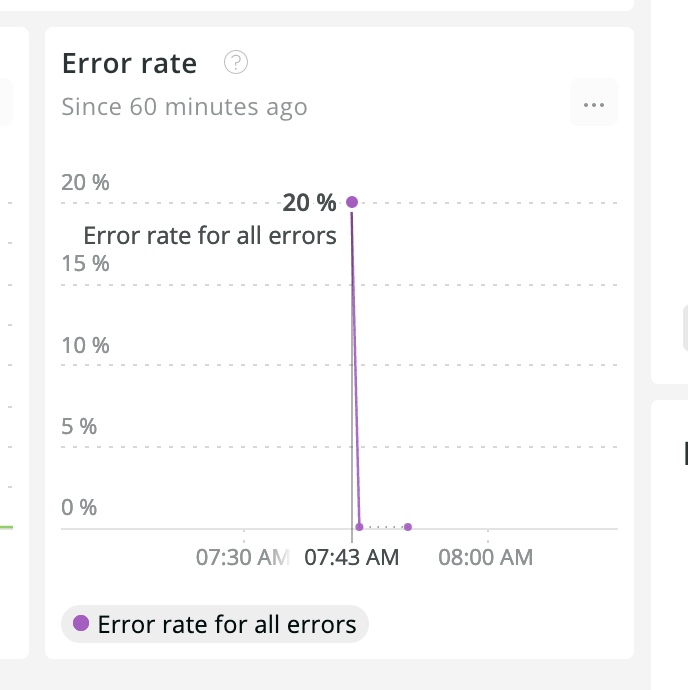 Error rate ?
Since 60 minutes ago
...
20 %
20 %
Error rate for all errors
15 %
10 %
5 %
0 %
07:30 AM 07:43 AM 08:00 AM
Error rate for all errors